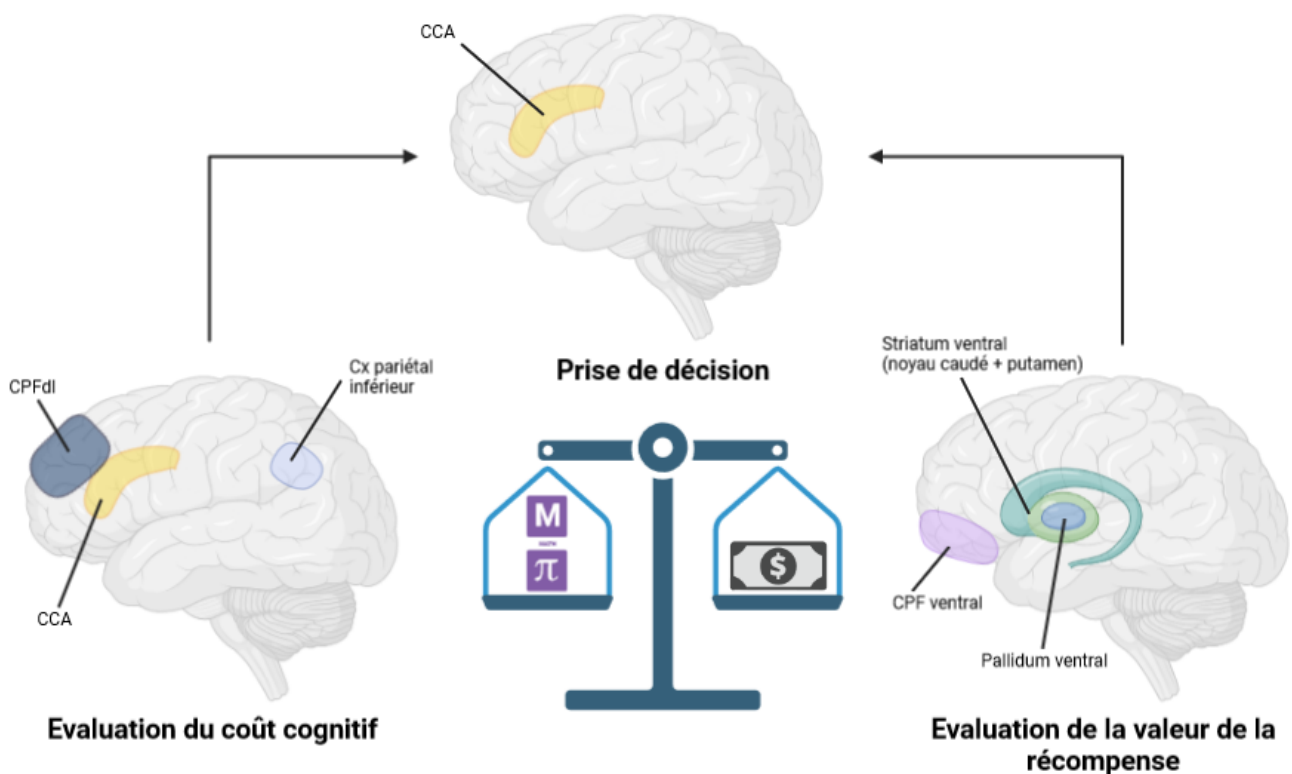 CCA
Prise de décision
CPFdl
Cx pariétal
inférieur
CCA
Evaluation du coût cognitif
M
π
$
Striatum ventral
(noyau caudé + putamen)
CPF ventral
Pallidum ventral
Evaluation de la valeur de la
récompense